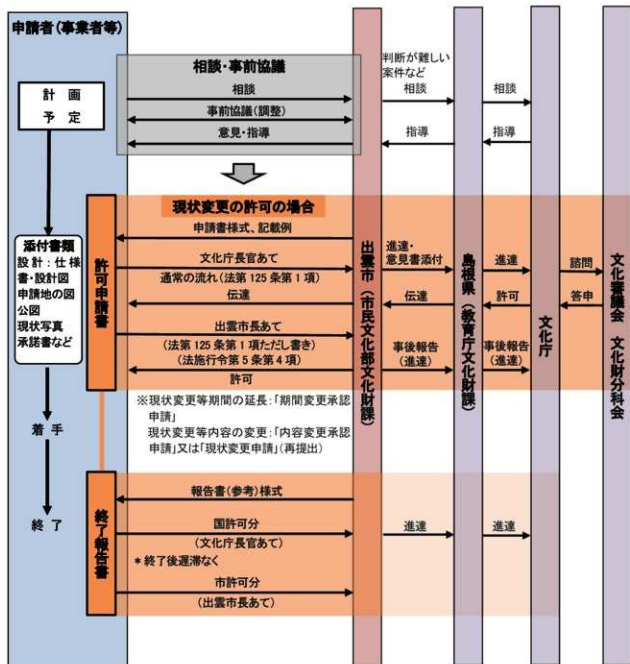 申請者(事業者等)
計 画
予 定
添付書類
設計:仕様
書・設計図
申請地の図
公図
現状写真
承諾書など
着 手
終 了
相談・事前協議
相談
事前協議(調整)
意見・指導
判断が難しい
案件など
相談
指導
相談
指導
現状変更の許可の場合
許可申請書
申請書様式、記載例
文化庁長官あて
通常の流れ(法第125条第1項)
伝達
出雲市長あて
(法第125条第1項ただし書き)
(法施行令第5条第4項)
許可
進達・
意見書添付
伝達
事後報告
(進達)
進達
許可
事後報告
(進達)
諮問
答申
出雲市(市民文化部文化財課)
島根県(教育庁文化財課)
文化庁
文化審議会 文化財分科会
※現状変更等期間の延長:「期間変更承認
申請」
現状変更等内容の変更:「内容変更承認
申請」又は「現状変更申請」(再提出)
終了報告書
報告書(参考)様式
国許可分
(文化庁長官あて)
*終了後遅滞なく
市許可分
(出雲市長あて)
進達
進達